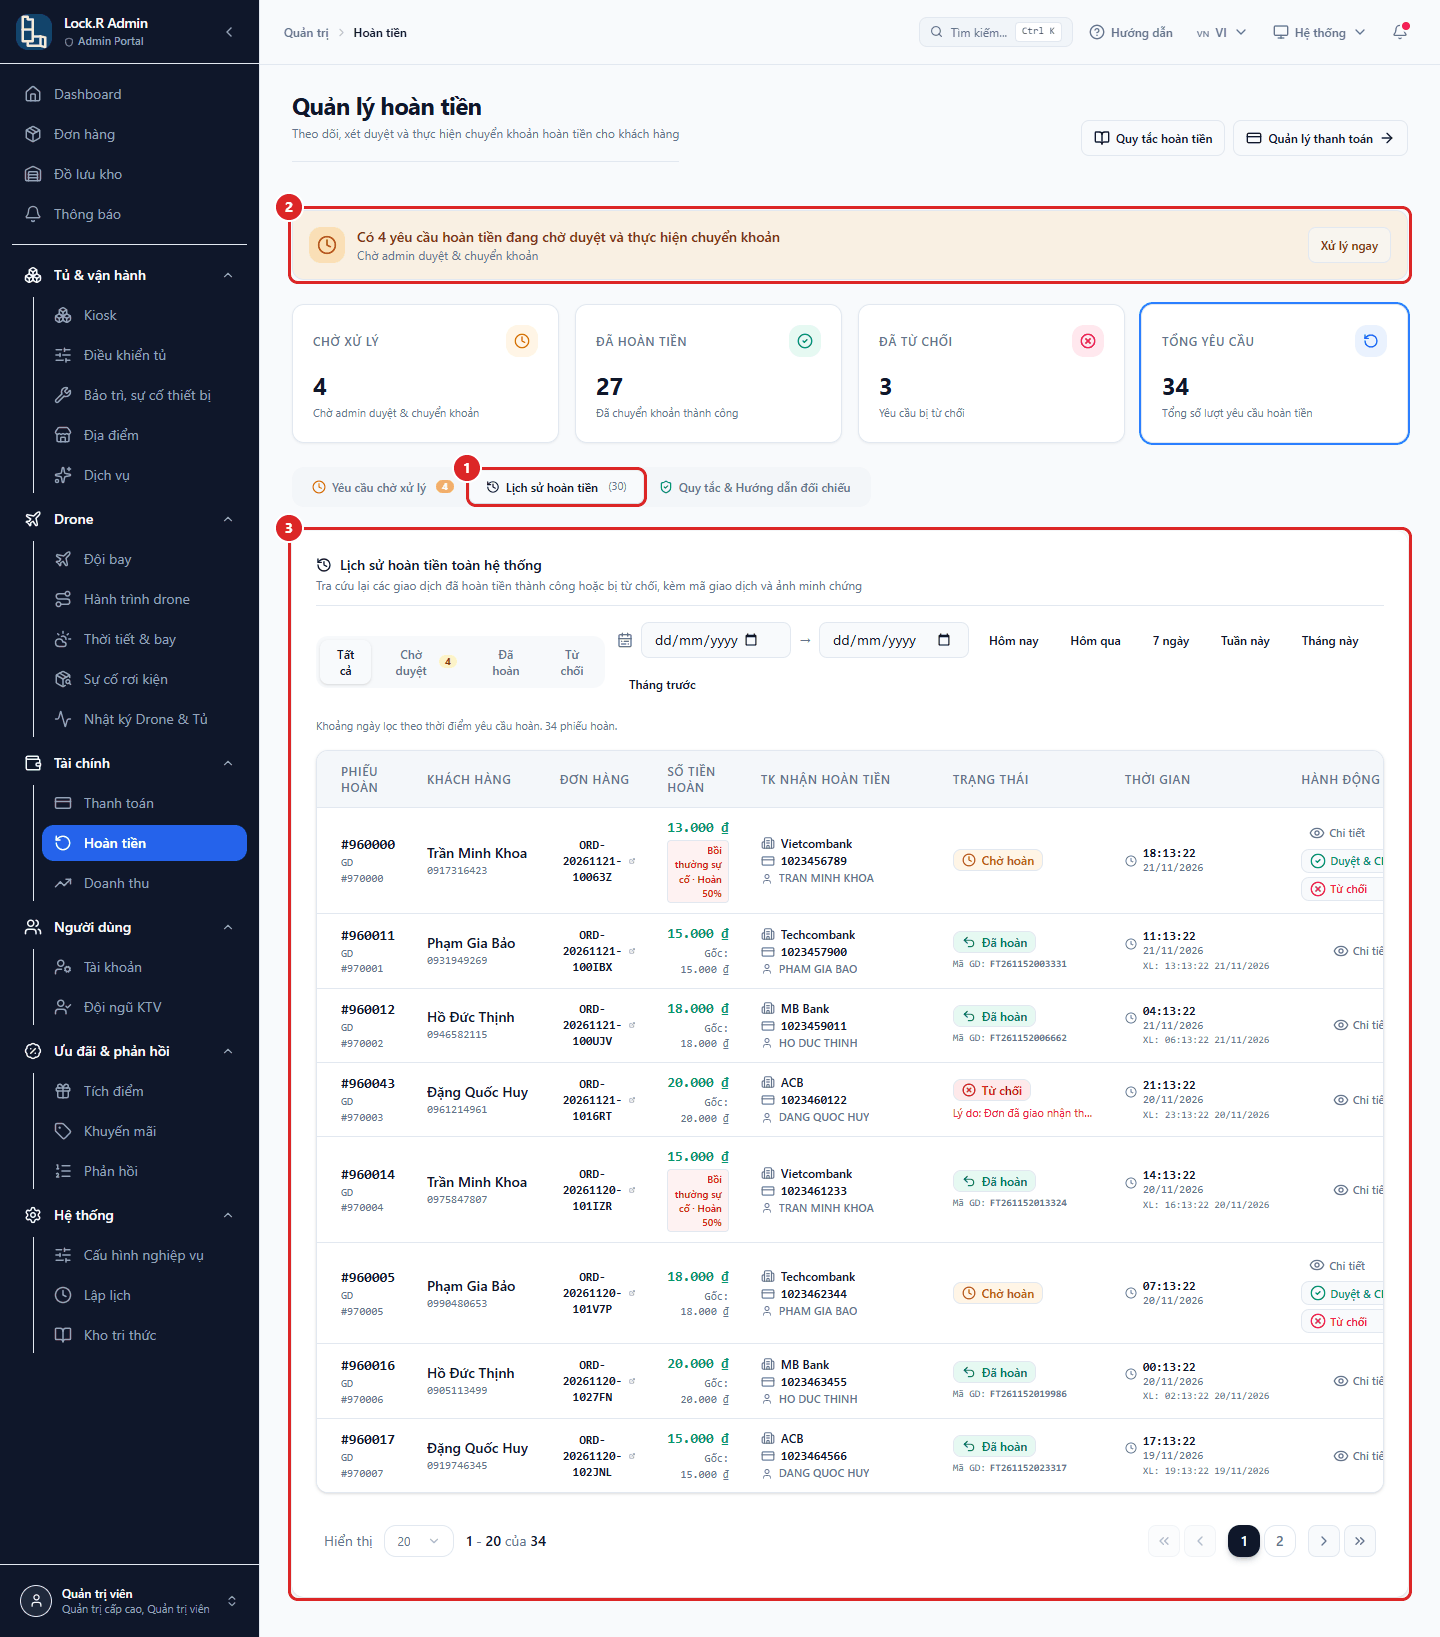 Lock.R Admin
Admin Portal
Dashboard
Đơn hàng
Đồ lưu kho
Thông báo
Tủ & vận hành
Kiosk
Điều khiển tủ
Bảo trì, sự cố thiết bị
Địa điểm
Dịch vụ
Drone
Đội bay
Hành trình drone
Thời tiết & bay
Sự cố rơi kiện
Nhật ký Drone & Tủ
Tài chính
Thanh toán
Hoàn tiền
Doanh thu
Người dùng
Tài khoản
Đội ngũ KTV
Ưu đãi & phản hồi
Tích điểm
Khuyến mãi
Phản hồi
Hệ thống
Cấu hình nghiệp vụ
Lập lịch
Kho tri thức
Quản trị viên
Quản trị cấp cao, Quản trị viên
Quản trị > Hoàn tiền
Tìm kiếm... Ctrl K
Hướng dẫn
VN VI
Hệ thống
Quản lý hoàn tiền
Theo dõi, xét duyệt và thực hiện chuyển khoản hoàn tiền cho khách hàng
Quy tắc hoàn tiền
Quản lý thanh toán →
2
Có 4 yêu cầu hoàn tiền đang chờ duyệt và thực hiện chuyển khoản
Chờ admin duyệt & chuyển khoản
Xử lý ngay
CHỜ XỬ LÝ
4
Chờ admin duyệt & chuyển khoản
ĐÃ HOÀN TIỀN
27
Đã chuyển khoản thành công
ĐÃ TỪ CHỐI
3
Yêu cầu bị từ chối
TỔNG YÊU CẦU
34
Tổng số lượt yêu cầu hoàn tiền
1
Yêu cầu chờ xử lý 4
Lịch sử hoàn tiền (30)
Quy tắc & Hướng dẫn đối chiếu
3
Lịch sử hoàn tiền toàn hệ thống
Tra cứu lại các giao dịch đã hoàn tiền thành công hoặc bị từ chối, kèm mã giao dịch và ảnh minh chứng
Tất cả
Chờ duyệt 4
Đã hoàn
Từ chối
dd/mm/yyyy → dd/mm/yyyy
Hôm nay
Hôm qua
7 ngày
Tuần này
Tháng này
Tháng trước
Khoảng ngày lọc theo thời điểm yêu cầu hoàn. 34 phiếu hoàn.
PHIẾU HOÀN KHÁCH HÀNG ĐƠN HÀNG SỐ TIỀN HOÀN TK NHẬN HOÀN TIỀN TRẠNG THÁI THỜI GIAN HÀNH ĐỘNG
#960000
GD
#970000
Trần Minh Khoa
0917316423
ORD-
20261121-
10063Z
13.000 ₫
Bồi thường sự cố · Hoàn 50%
Vietcombank
1023456789
TRAN MINH KHOA
Chờ hoàn
18:13:22
21/11/2026
Chi tiết
Duyệt & Cl
Từ chối
#960011
GD
#970001
Phạm Gia Bảo
0931949269
ORD-
20261121-
100IBX
15.000 ₫
Gốc:
15.000 ₫
Techcombank
1023457900
PHAM GIA BAO
Đã hoàn
Mã GD: FT261152003331
11:13:22
21/11/2026
XL: 13:13:22 21/11/2026
Chi tiế
#960012
GD
#970002
Hồ Đức Thịnh
0946582115
ORD-
20261121-
100UJV
18.000 ₫
Gốc:
18.000 ₫
MB Bank
1023459011
HO DUC THINH
Đã hoàn
Mã GD: FT261152006662
04:13:22
21/11/2026
XL: 06:13:22 21/11/2026
Chi tiế
#960043
GD
#970003
Đặng Quốc Huy
0961214961
ORD-
20261121-
1016RT
20.000 ₫
Gốc:
20.000 ₫
ACB
1023460122
DANG QUOC HUY
Từ chối
Lý do: Đơn đã giao nhận th...
21:13:22
20/11/2026
XL: 23:13:22 20/11/2026
Chi tiế
#960014
GD
#970004
Trần Minh Khoa
0975847807
ORD-
20261120-
101IZR
15.000 ₫
Bồi thường sự cố · Hoàn 50%
Vietcombank
1023461233
TRAN MINH KHOA
Đã hoàn
Mã GD: FT261152013324
14:13:22
20/11/2026
XL: 16:13:22 20/11/2026
Chi tiế
#960005
GD
#970005
Phạm Gia Bảo
0990480653
ORD-
20261120-
101V7P
18.000 ₫
Gốc:
18.000 ₫
Techcombank
1023462344
PHAM GIA BAO
Chờ hoàn
07:13:22
20/11/2026
Chi tiết
Duyệt & Cl
Từ chối
#960016
GD
#970006
Hồ Đức Thịnh
0905113499
ORD-
20261120-
1027FN
20.000 ₫
Gốc:
20.000 ₫
MB Bank
1023463455
HO DUC THINH
Đã hoàn
Mã GD: FT261152019986
00:13:22
20/11/2026
XL: 02:13:22 20/11/2026
Chi tiế
#960017
GD
#970007
Đặng Quốc Huy
0919746345
ORD-
20261120-
102JNL
15.000 ₫
Gốc:
15.000 ₫
ACB
1023464566
DANG QUOC HUY
Đã hoàn
Mã GD: FT261152023317
17:13:22
19/11/2026
XL: 19:13:22 19/11/2026
Chi tiế
Hiển thị 20 1 - 20 của 34
1 2